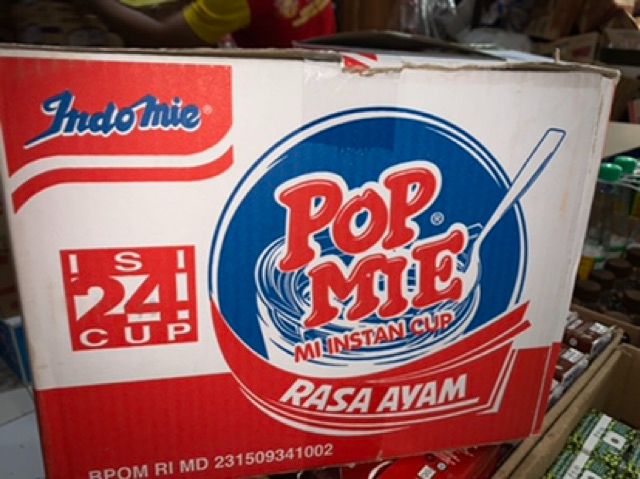 Indomie®
ISI
24
CUP
POP
MIE®
MI INSTAN CUP
RASA AYAM
BPOM RI MD 231509341002